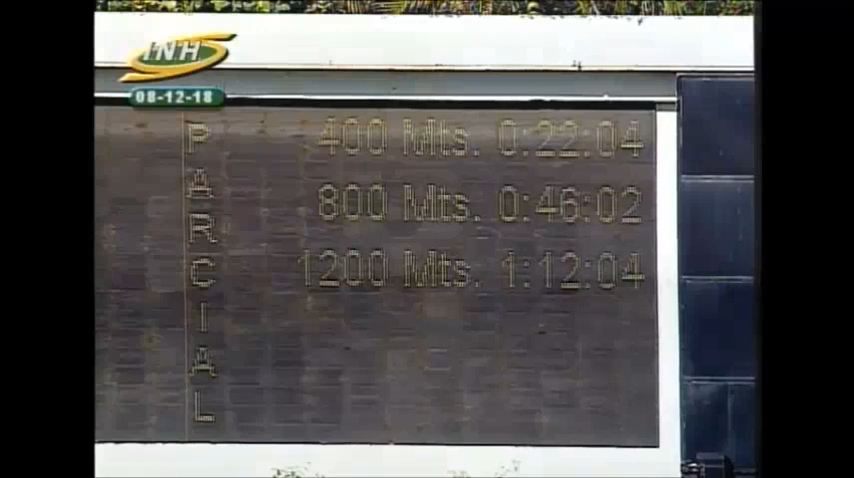 INH
08-12-18
PARCIAL
400 Mts. 0:22:04
800 Mts. 0:46:02
1200 Mts. 1:12:04